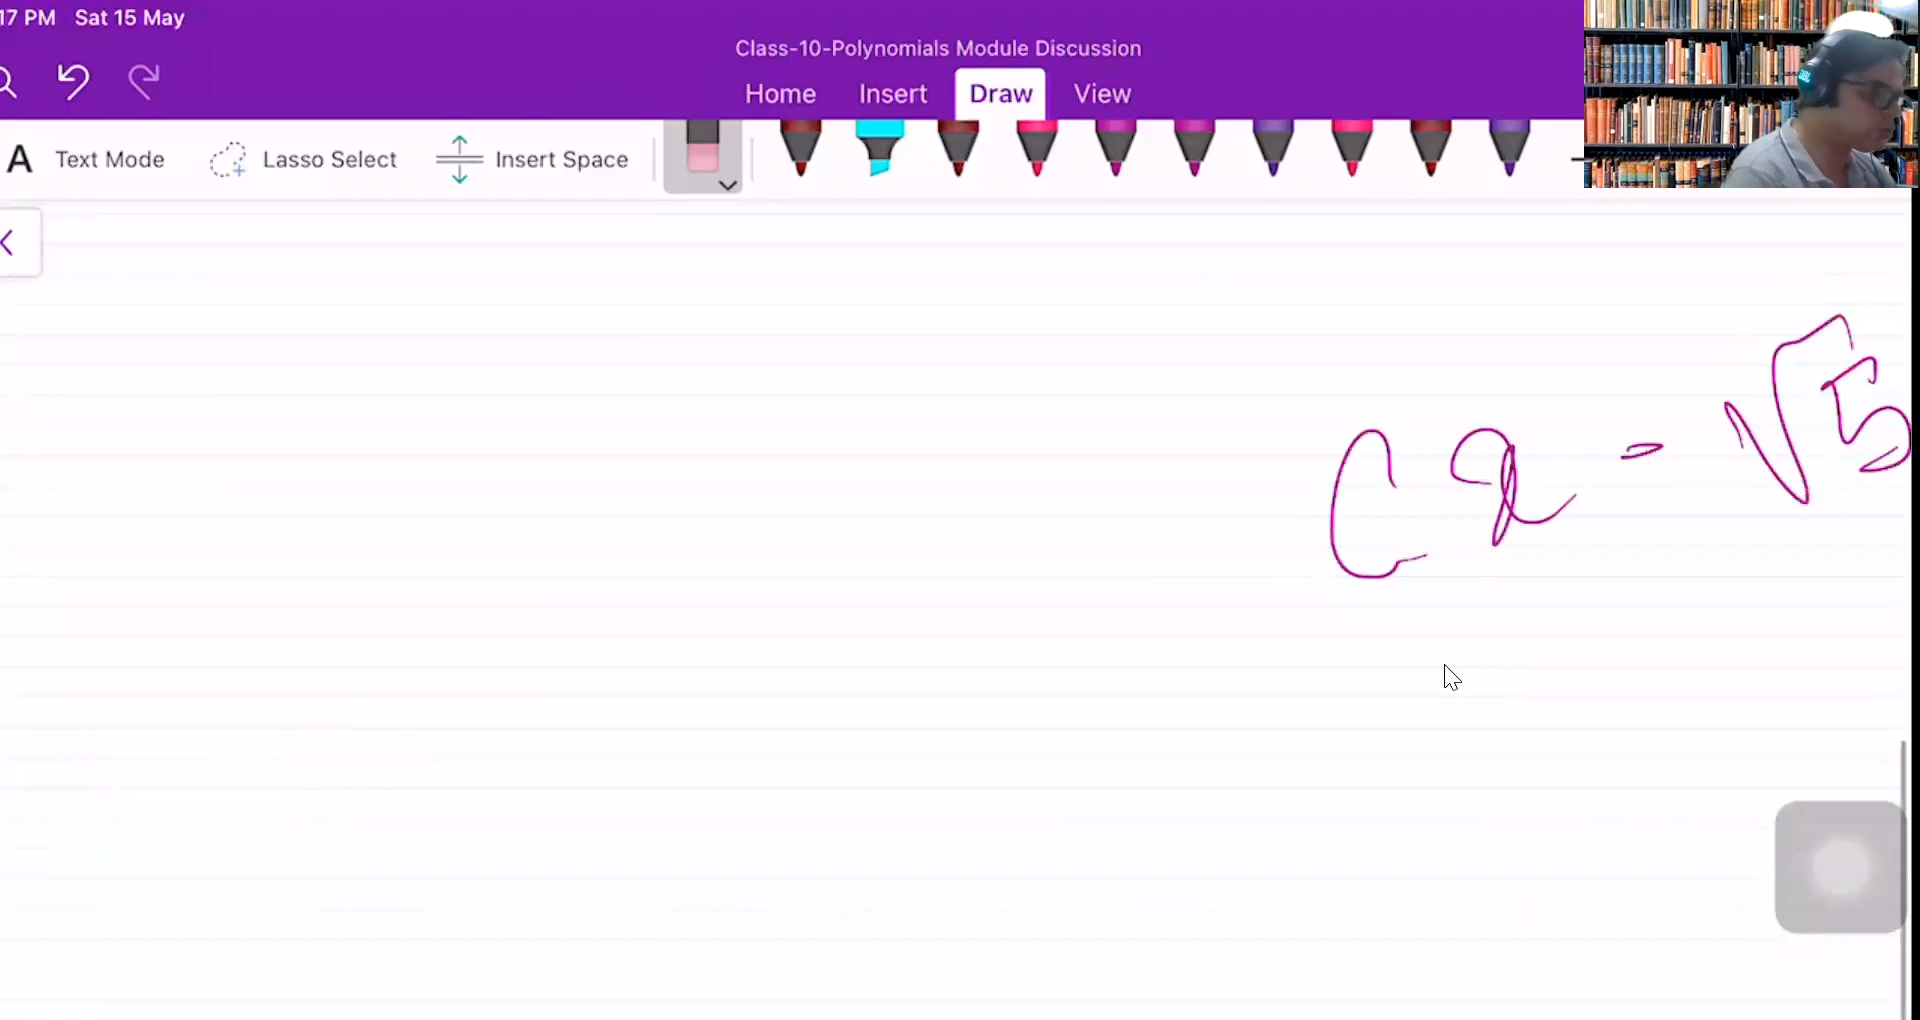 17 PM Sat 15 May
Class-10-Polynomials Module Discussion
Home Insert Draw View
A Text Mode Lasso Select Insert Space
(x - √5